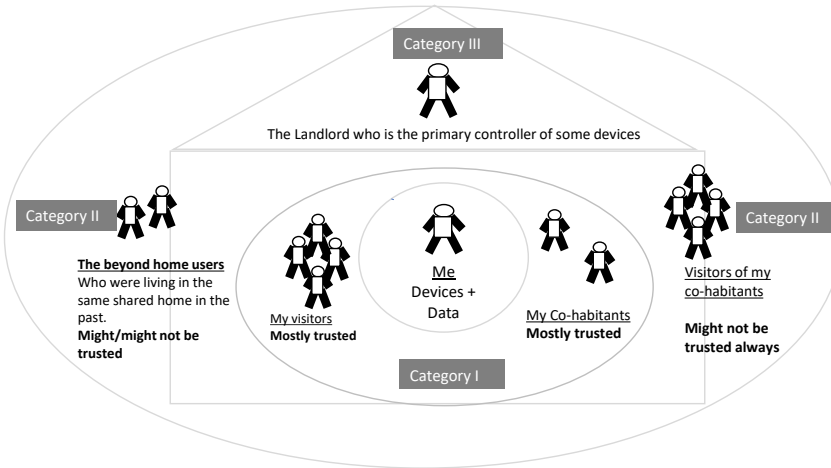 Category III
The Landlord who is the primary controller of some devices
Category II
The beyond home users
Who were living in the
same shared home in the
past.
Might/might not be
trusted
My visitors
Mostly trusted
Me
Devices +
Data
My Co-habitants
Mostly trusted
Category I
Category II
Visitors of my
co-habitants
Might not be
trusted always